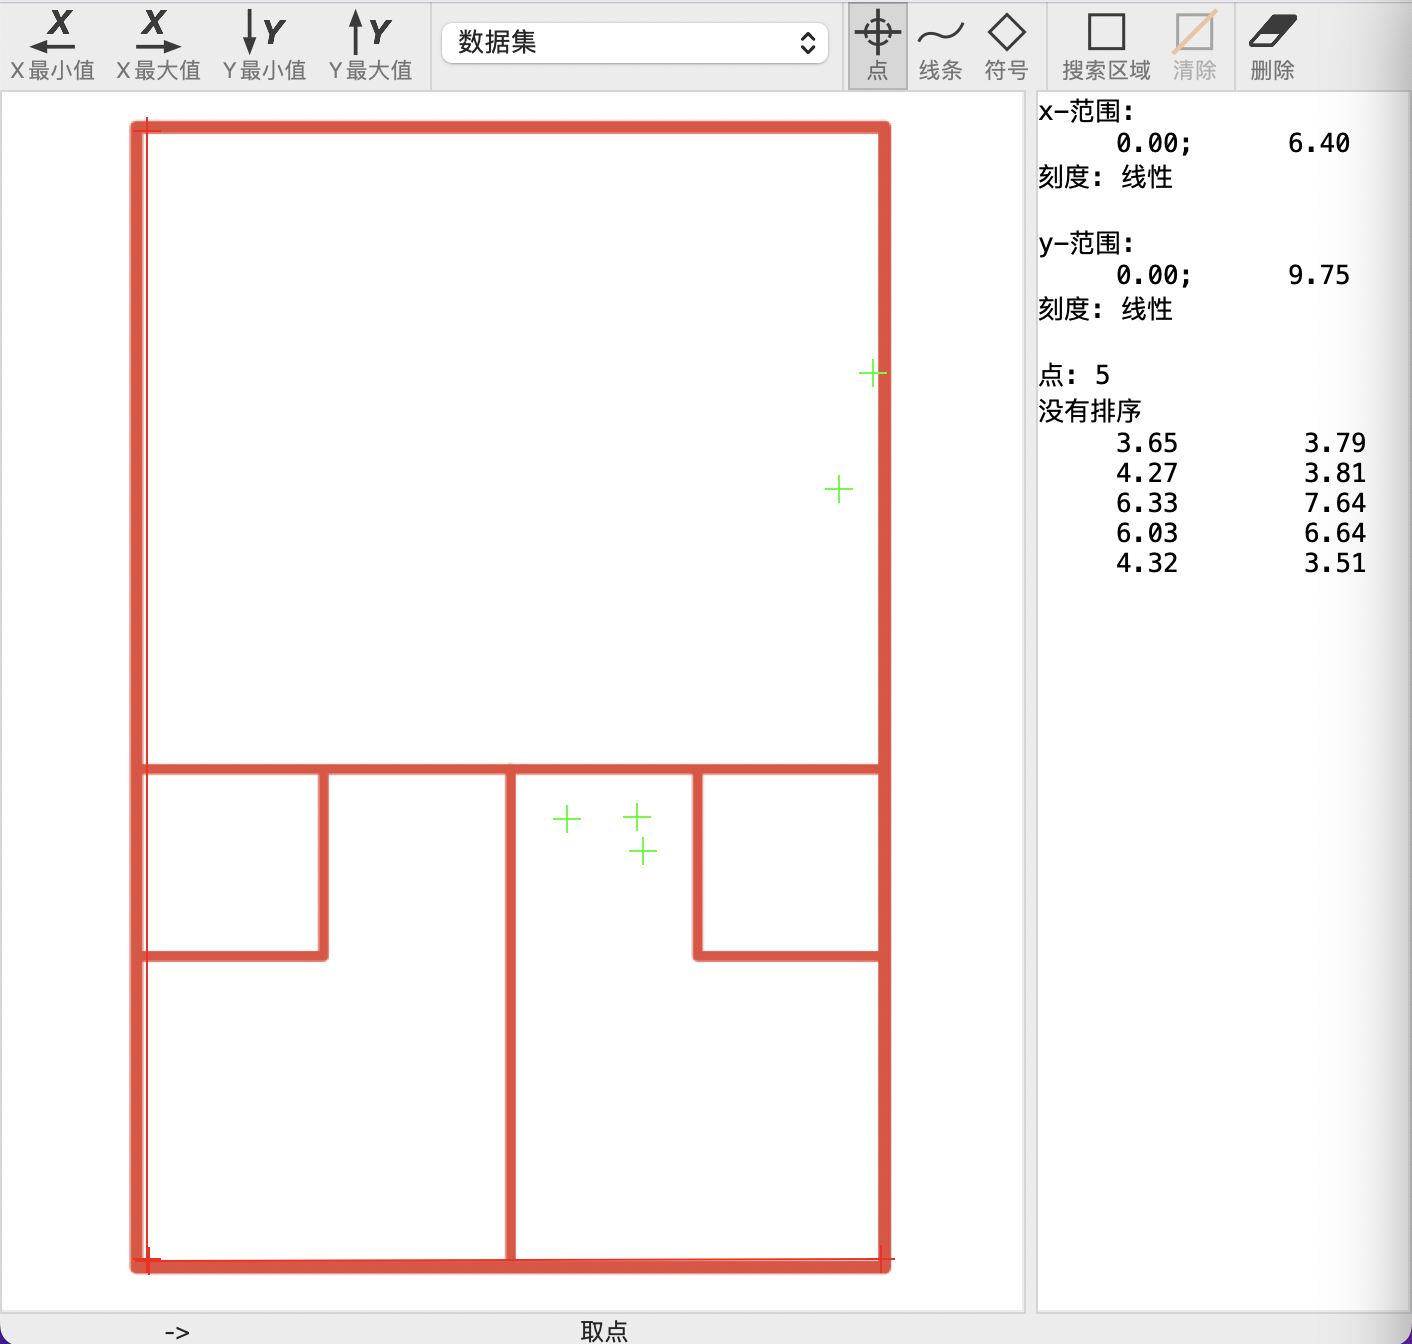 X Y
X 最小值 X 最大值 Y 最小值 Y 最大值 数据集 点 线条 符号 搜索区域 清除 删除
x-范围:
0.00; 6.40
刻度: 线性
y-范围:
0.00; 9.75
刻度: 线性
点: 5
没有排序
3.65 3.79
4.27 3.81
6.33 7.64
6.03 6.64
4.32 3.51
-> 取点